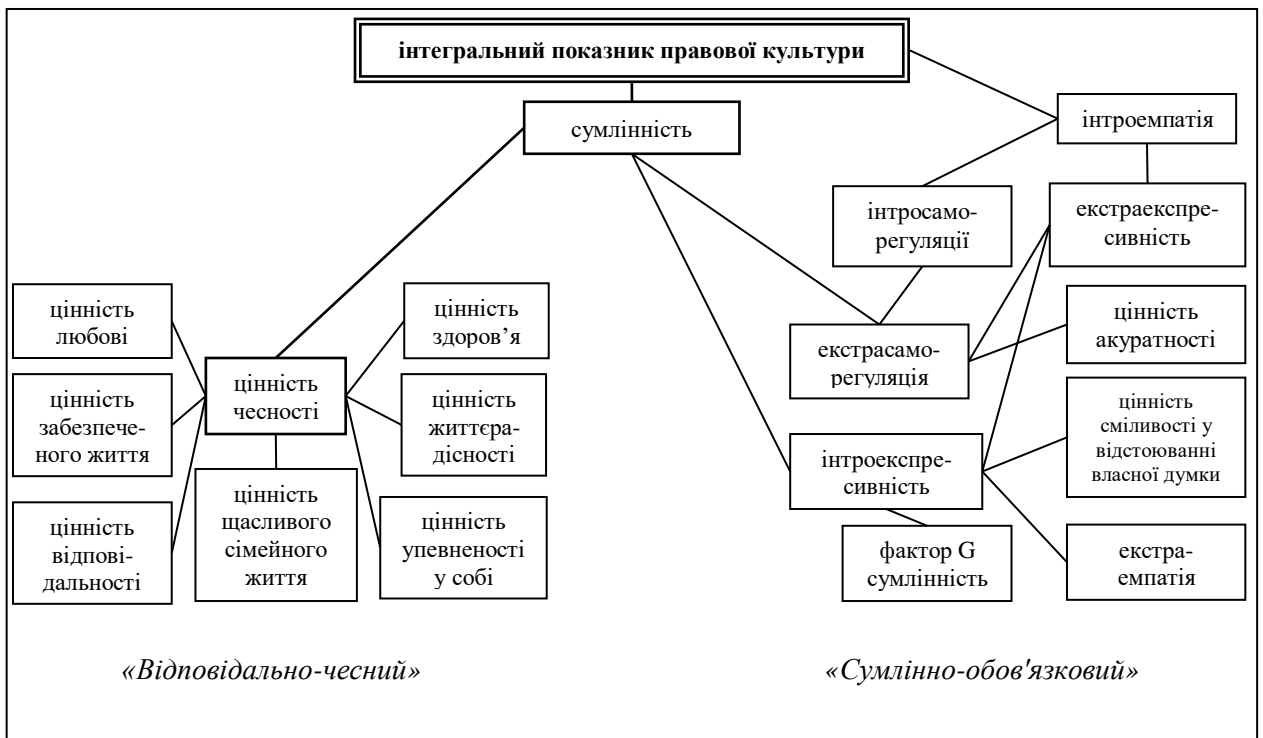 інтегральний показник правової культури
сумлінність
інтроемпатія
інтросамо-
регуляції
екстраекспре-
сивність
цінність
любові
цінність
здоров’я
цінність
акуратності
екстрасамо-
регуляція
цінність
чесності
цінність
забезпече-
ного життя
цінність
життєра-
дісності
цінність
сміливості у
відстоюванні
власної думки
інтроекспре-
сивність
цінність
відпові-
дальності
цінність
щасливого
сімейного
життя
цінність
упевненості
у собі
фактор G
сумлінність
екстра-
емпатія
«Відповідально-чесний»
«Сумлінно-обов'язковий»